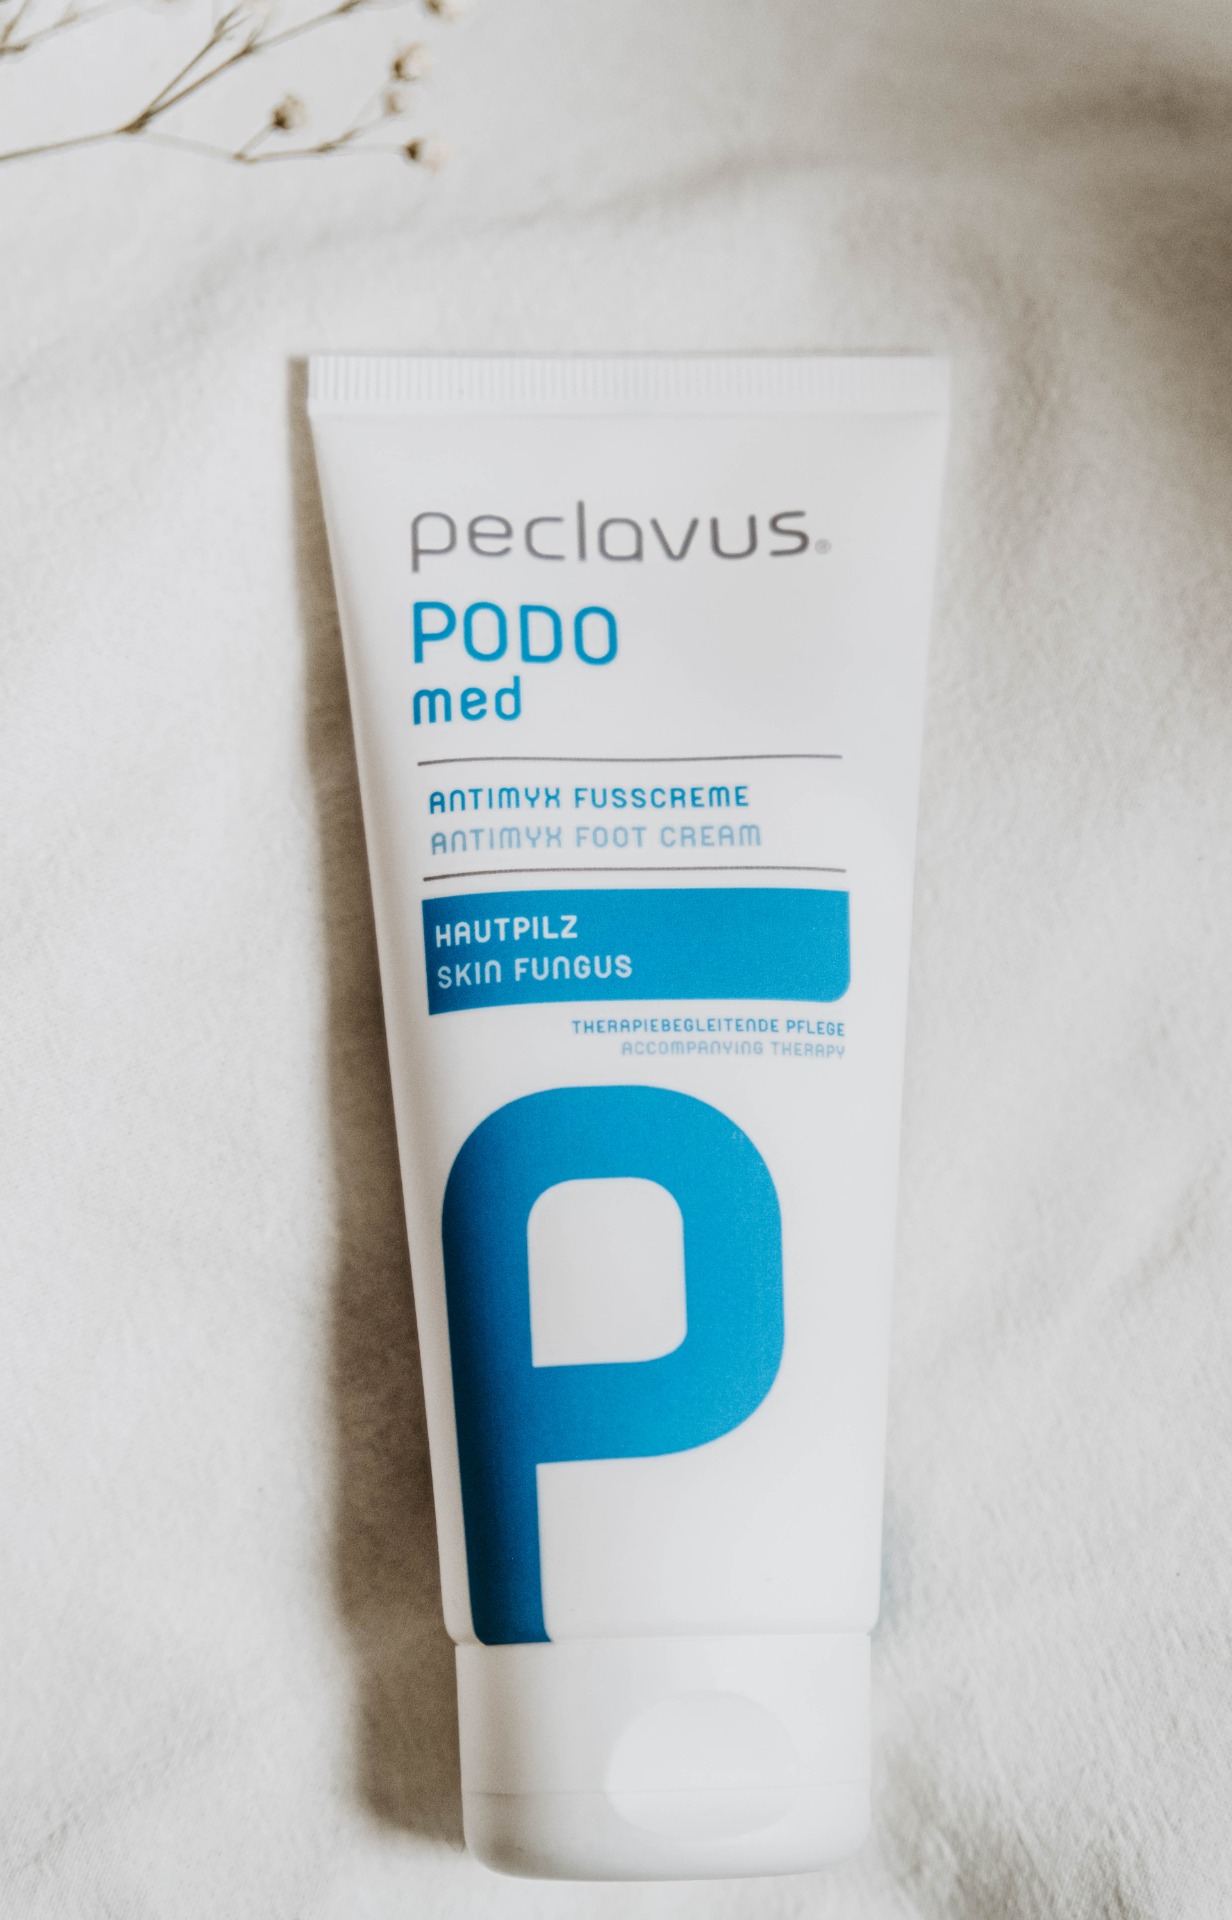 peclavus®
PODO
med
ANTIMYX FUSSCREME
ANTIMYX FOOT CREAM
HAUTPILZ
SKIN FUNGUS
THERAPIEBEGLEITENDE PFLEGE
ACCOMPANYING THERAPY
P